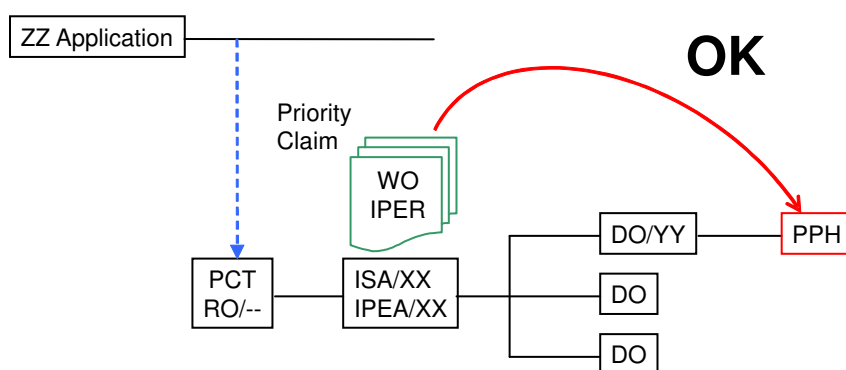 ZZ Application
OK
Priority
Claim
WO
IPER
DO/YY
PPH
PCT
RO/--
ISA/XX
IPEA/XX
DO
DO